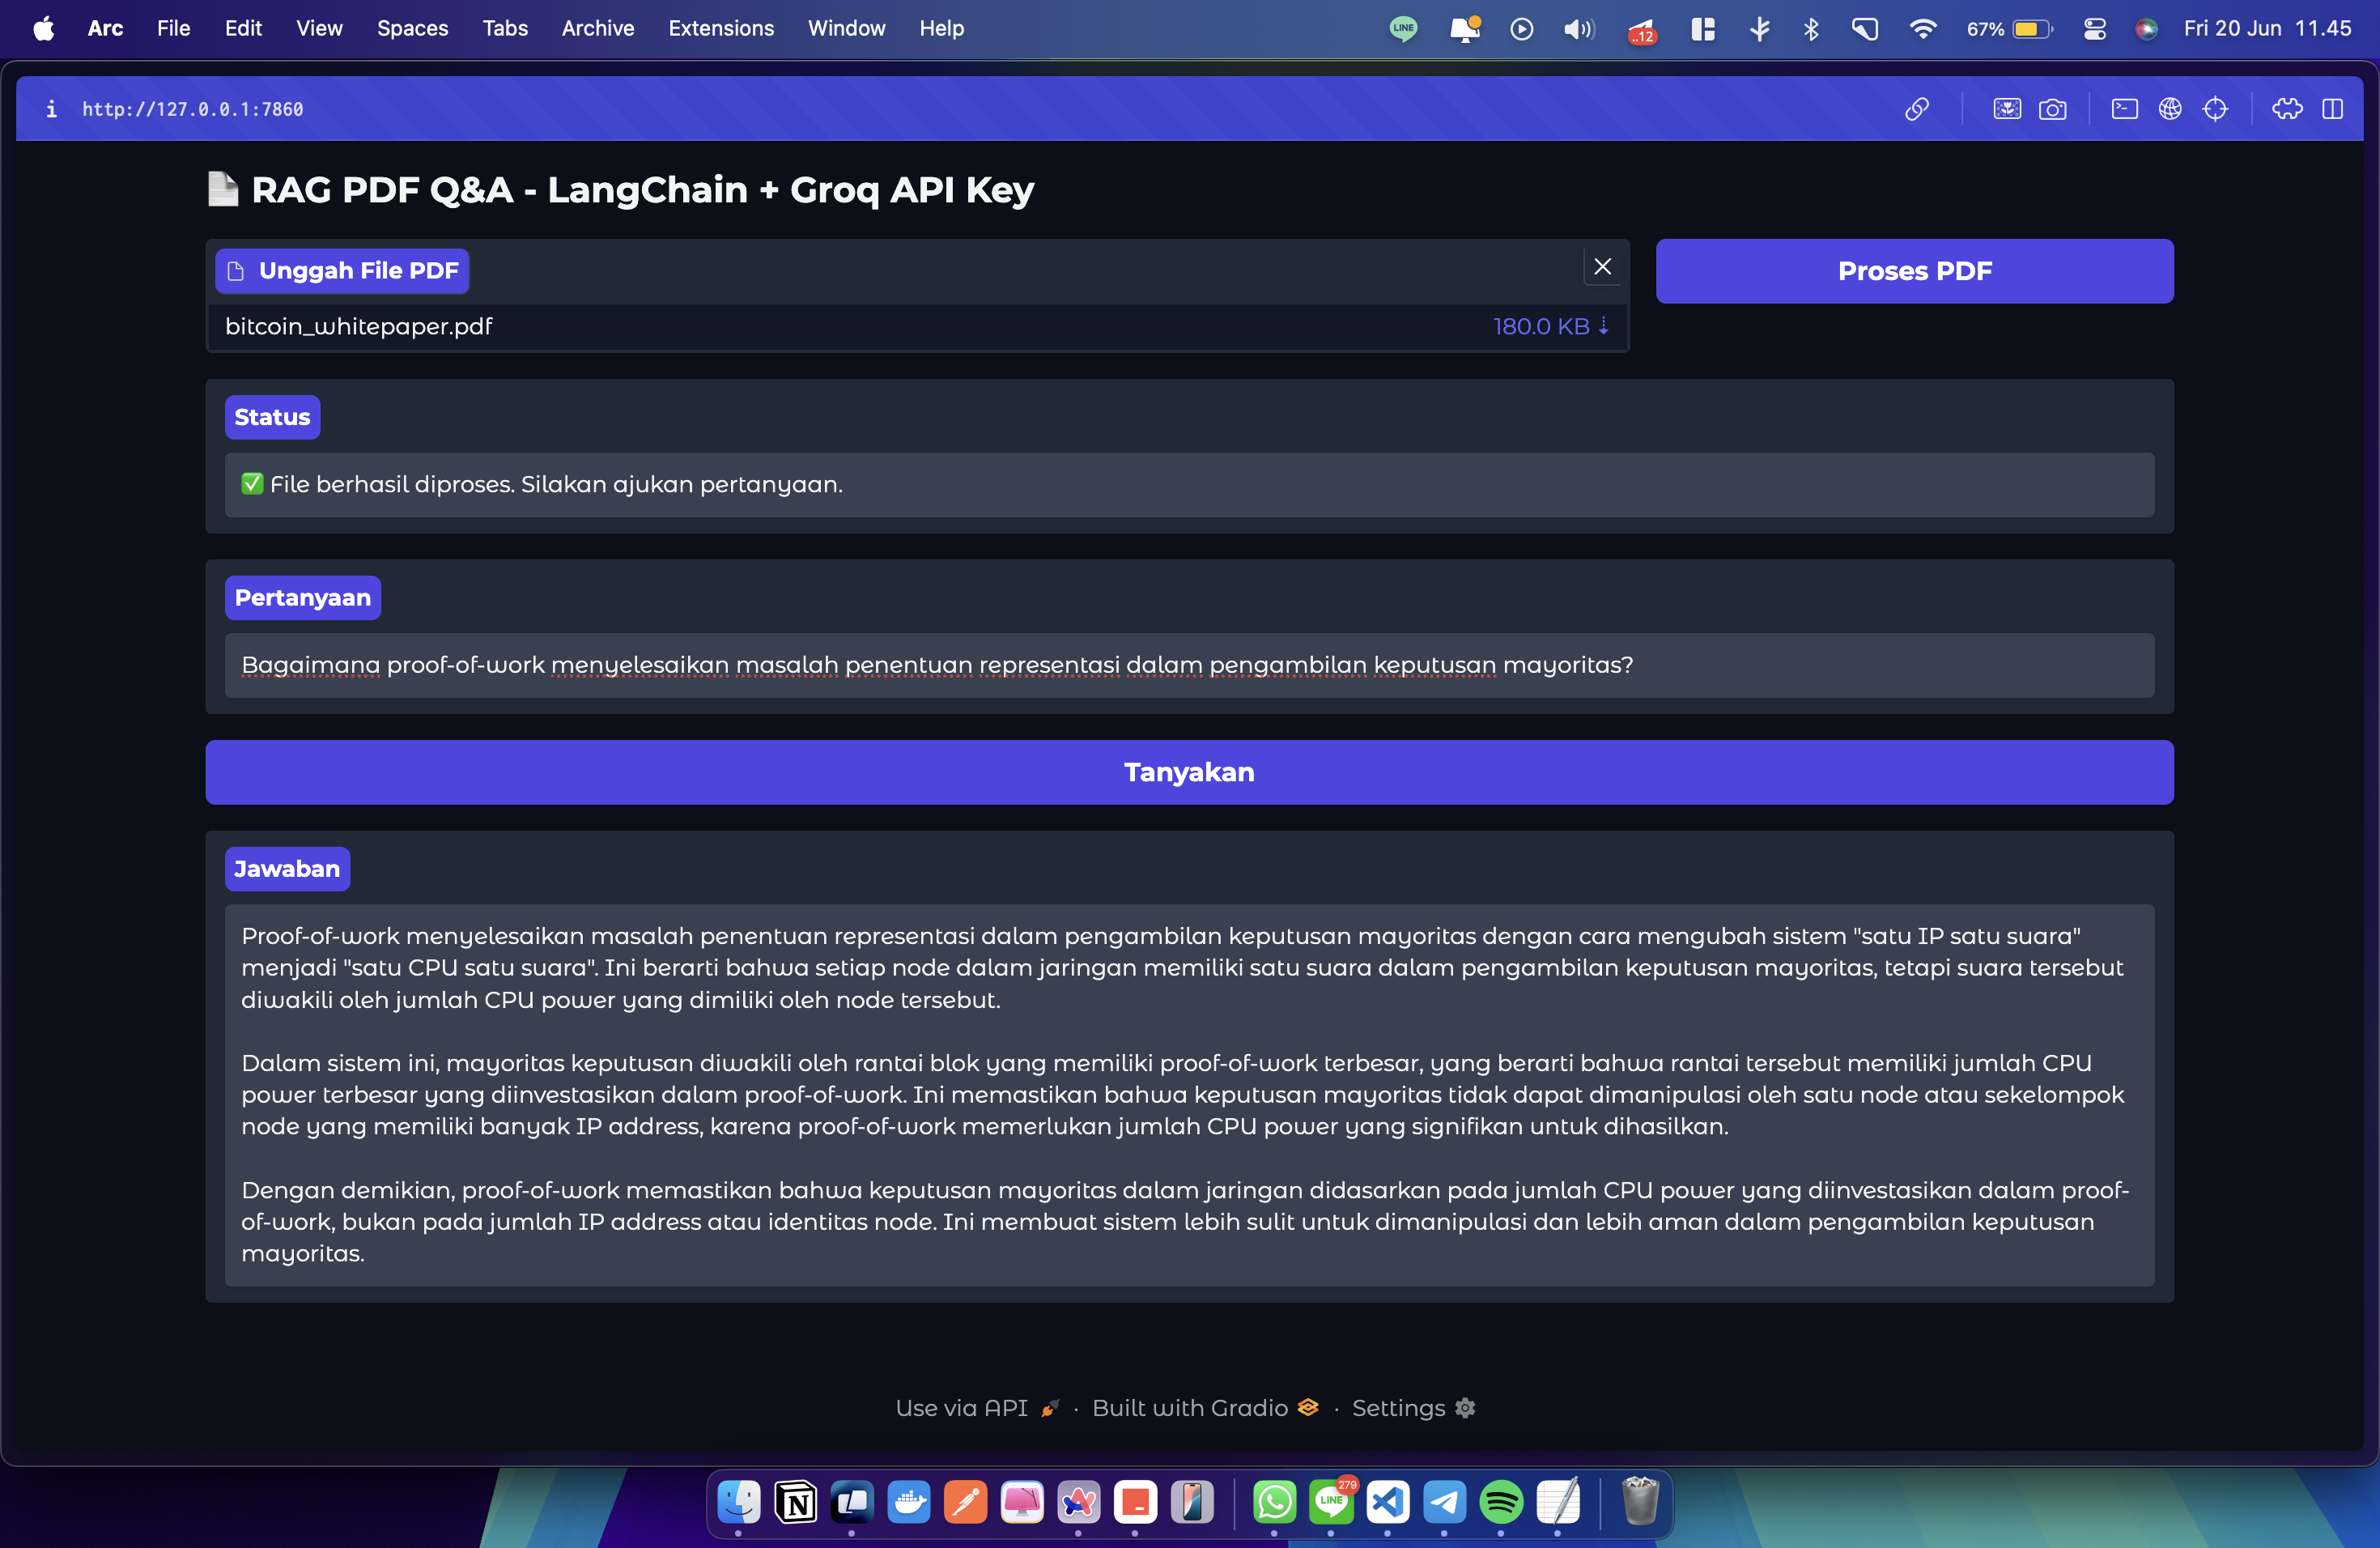 Arc File Edit View Spaces Tabs Archive Extensions Window Help LINE ..12 67% Fri 20 Jun 11.45
http://127.0.0.1:7860
RAG PDF Q&A - LangChain + Groq API Key
Unggah File PDF
Proses PDF
bitcoin_whitepaper.pdf 180.0 KB ⇣
Status
✅ File berhasil diproses. Silakan ajukan pertanyaan.
Pertanyaan
Bagaimana proof-of-work menyelesaikan masalah penentuan representasi dalam pengambilan keputusan mayoritas?
Tanyakan
Jawaban
Proof-of-work menyelesaikan masalah penentuan representasi dalam pengambilan keputusan mayoritas dengan cara mengubah sistem "satu IP satu suara"
menjadi "satu CPU satu suara". Ini berarti bahwa setiap node dalam jaringan memiliki satu suara dalam pengambilan keputusan mayoritas, tetapi suara tersebut
diwakili oleh jumlah CPU power yang dimiliki oleh node tersebut.
Dalam sistem ini, mayoritas keputusan diwakili oleh rantai blok yang memiliki proof-of-work terbesar, yang berarti bahwa rantai tersebut memiliki jumlah CPU
power terbesar yang diinvestasikan dalam proof-of-work. Ini memastikan bahwa keputusan mayoritas tidak dapat dimanipulasi oleh satu node atau sekelompok
node yang memiliki banyak IP address, karena proof-of-work memerlukan jumlah CPU power yang signifikan untuk dihasilkan.
Dengan demikian, proof-of-work memastikan bahwa keputusan mayoritas dalam jaringan didasarkan pada jumlah CPU power yang diinvestasikan dalam proof-
of-work, bukan pada jumlah IP address atau identitas node. Ini membuat sistem lebih sulit untuk dimanipulasi dan lebih aman dalam pengambilan keputusan
mayoritas.
Use via API · Built with Gradio · Settings
N LINE 279